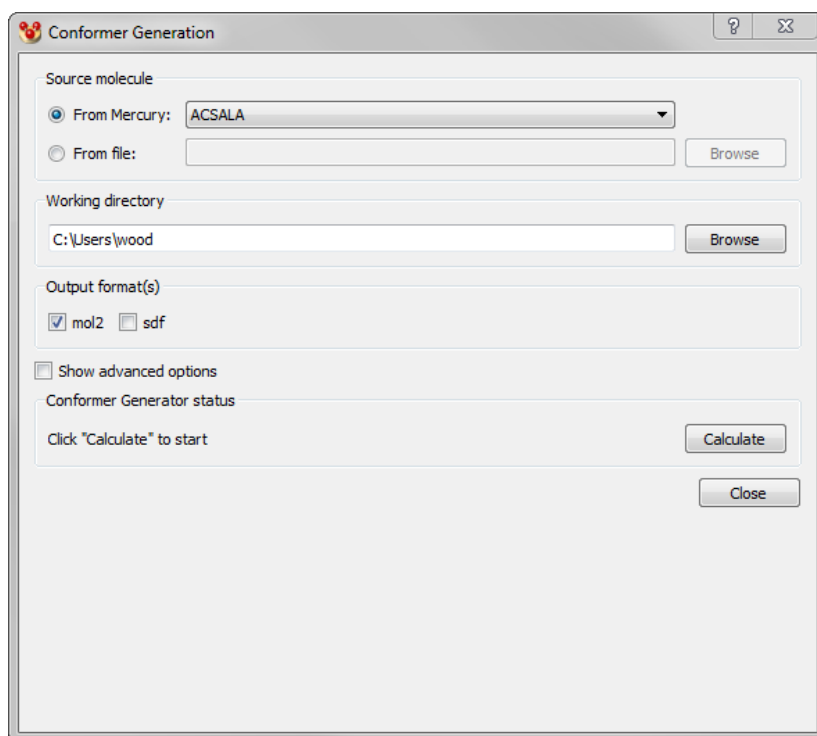 Conformer Generation
Source molecule
From Mercury: ACSALA
From file: Browse
Working directory
C:\Users\wood Browse
Output format(s)
mol2 sdf
Show advanced options
Conformer Generator status
Click "Calculate" to start Calculate
Close